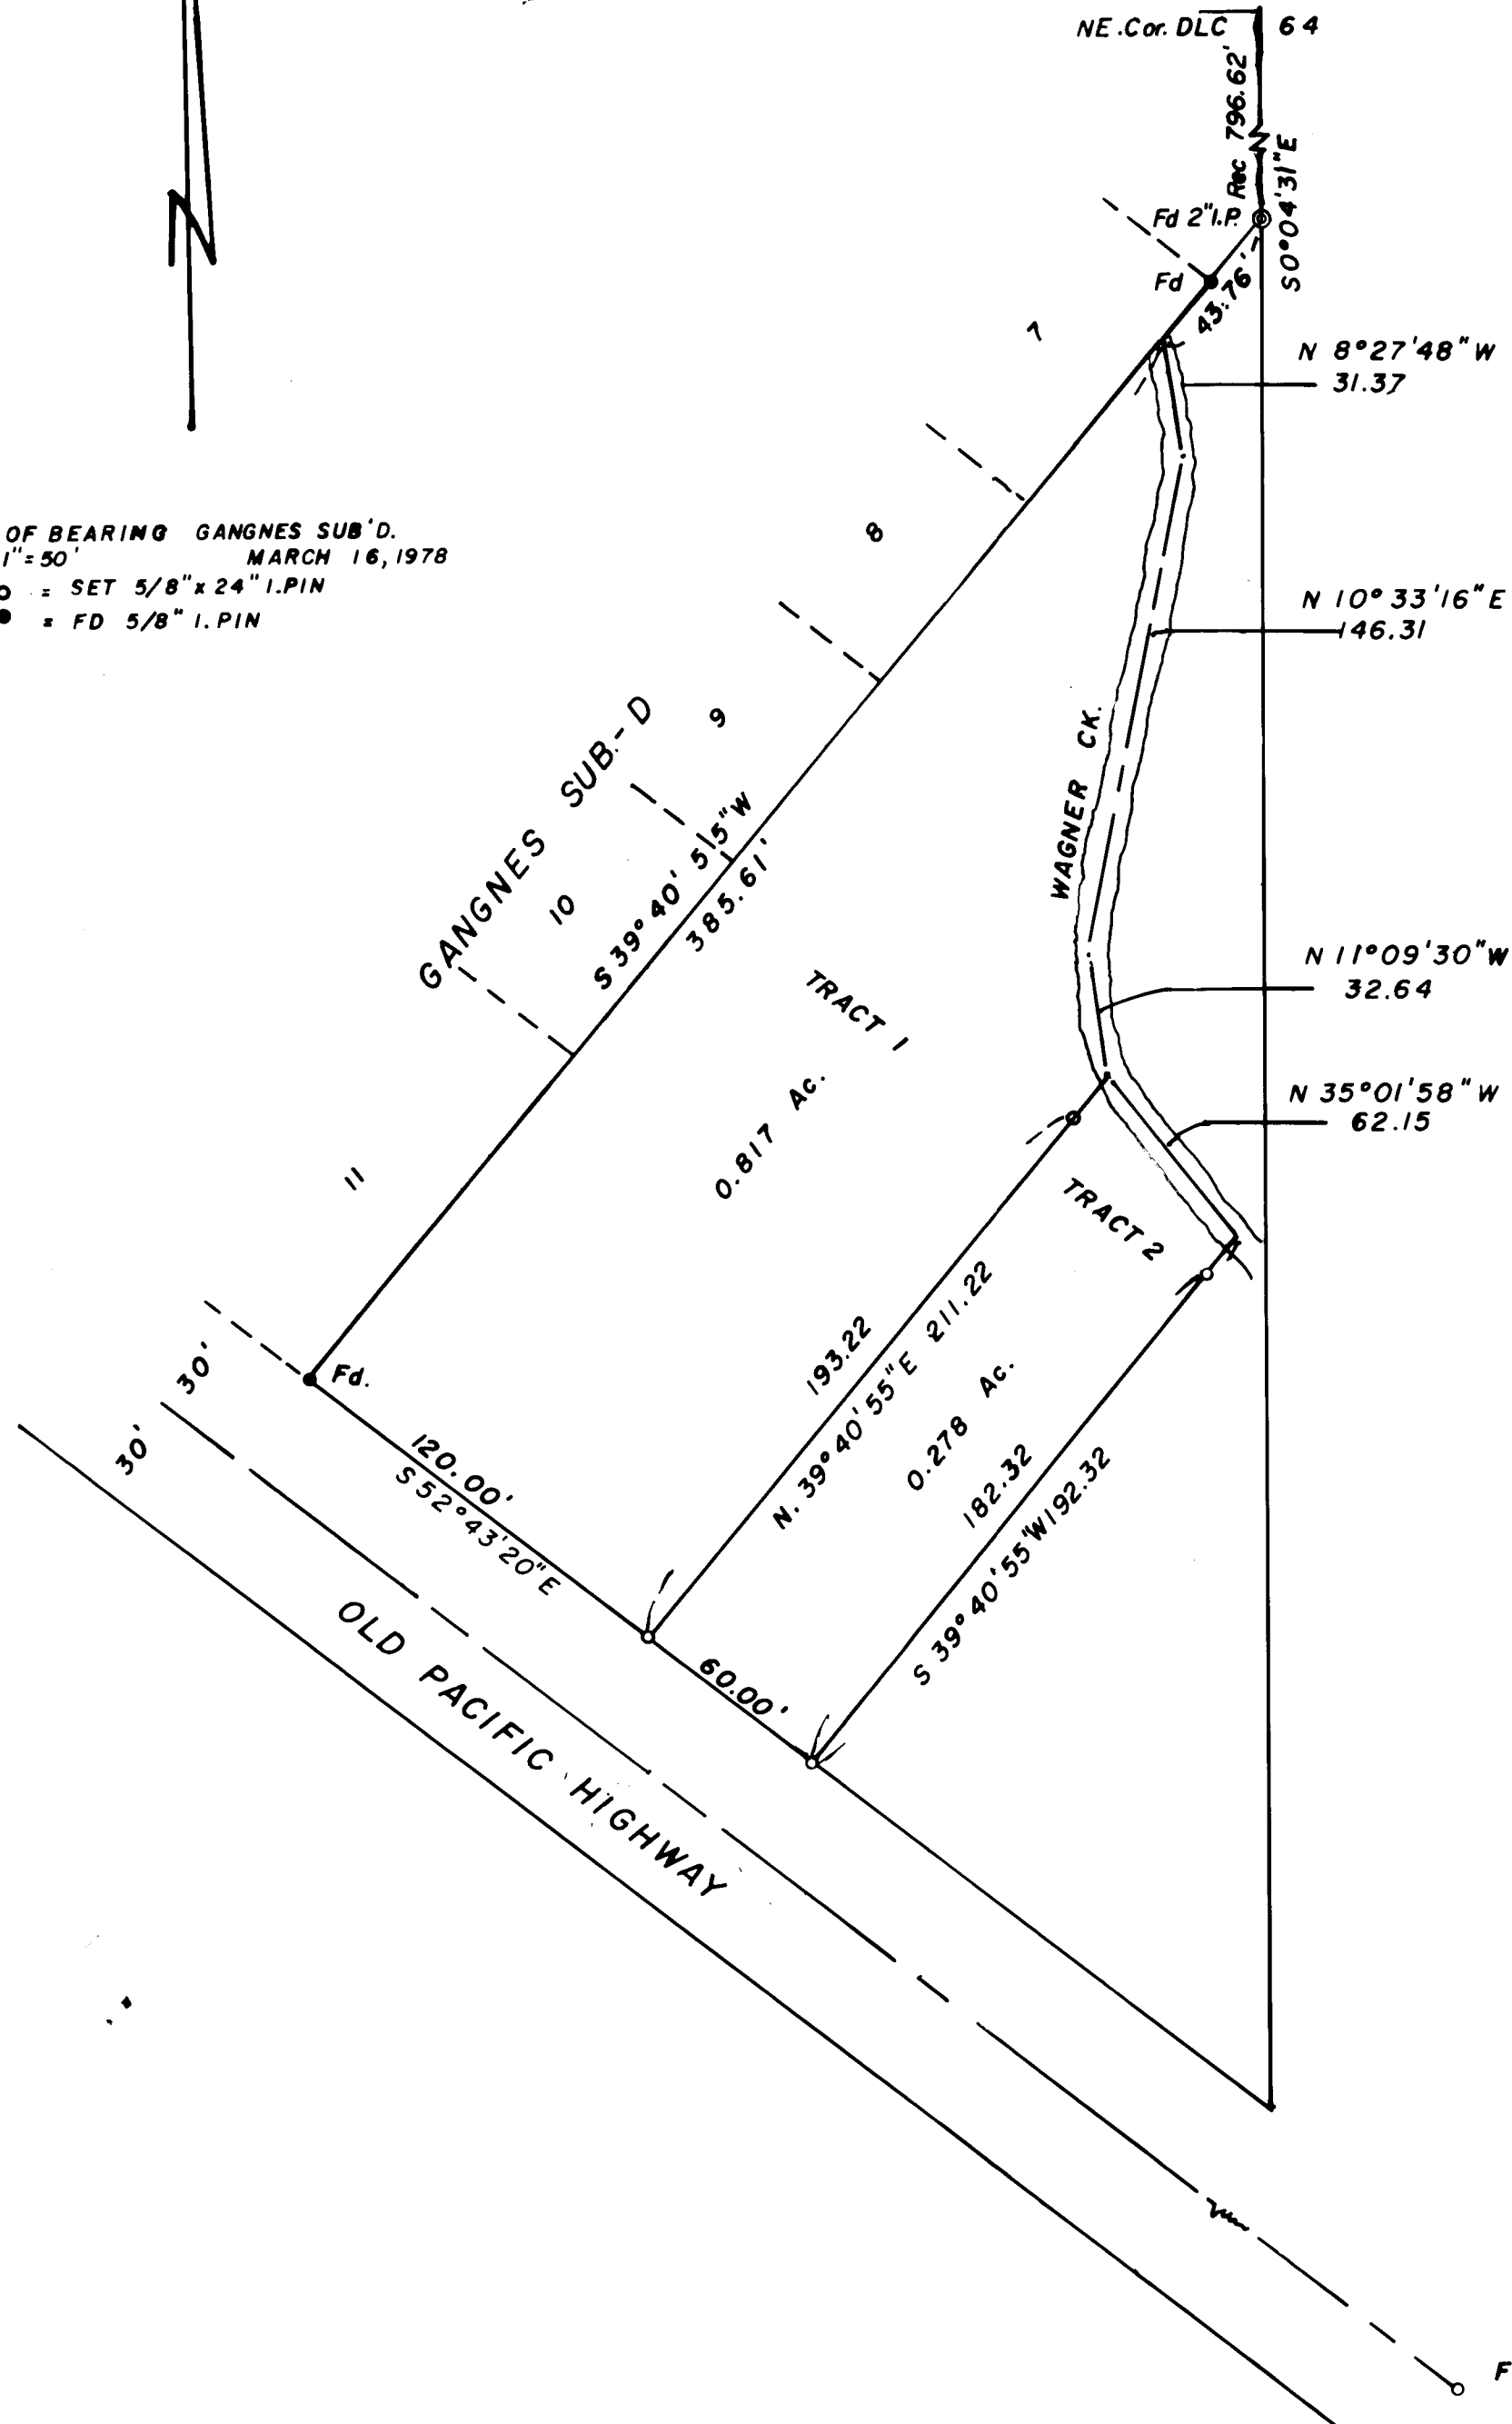 NE. Cor. DLC 64
Rec 796.62'
S0°04'31"E
Fd 2" I.P.
Fd
43.76'
N
7
N 8°27'48" W
31.37
8
OF BEARING GANGNES SUB'D.
1"=50' MARCH 16, 1978
= SET 5/8" x 24" I.PIN
= FD 5/8" I. PIN
N 10° 33'16" E
146.31
9
GANGNES SUB.-D
WAGNER CK.
10
S 39° 40' 55" W
385.61'
N 11°09'30" W
32.64
TRACT 1
0.817 Ac.
N 35°01'58" W
62.15
11
TRACT 2
193.22
N. 39° 40' 55" E 211.22
0.278 Ac.
182.32
S 39° 40' 55" W 192.32
30'
30'
Fd.
120.00'
S 52° 43' 20" E
60.00'
OLD PACIFIC HIGHWAY
F